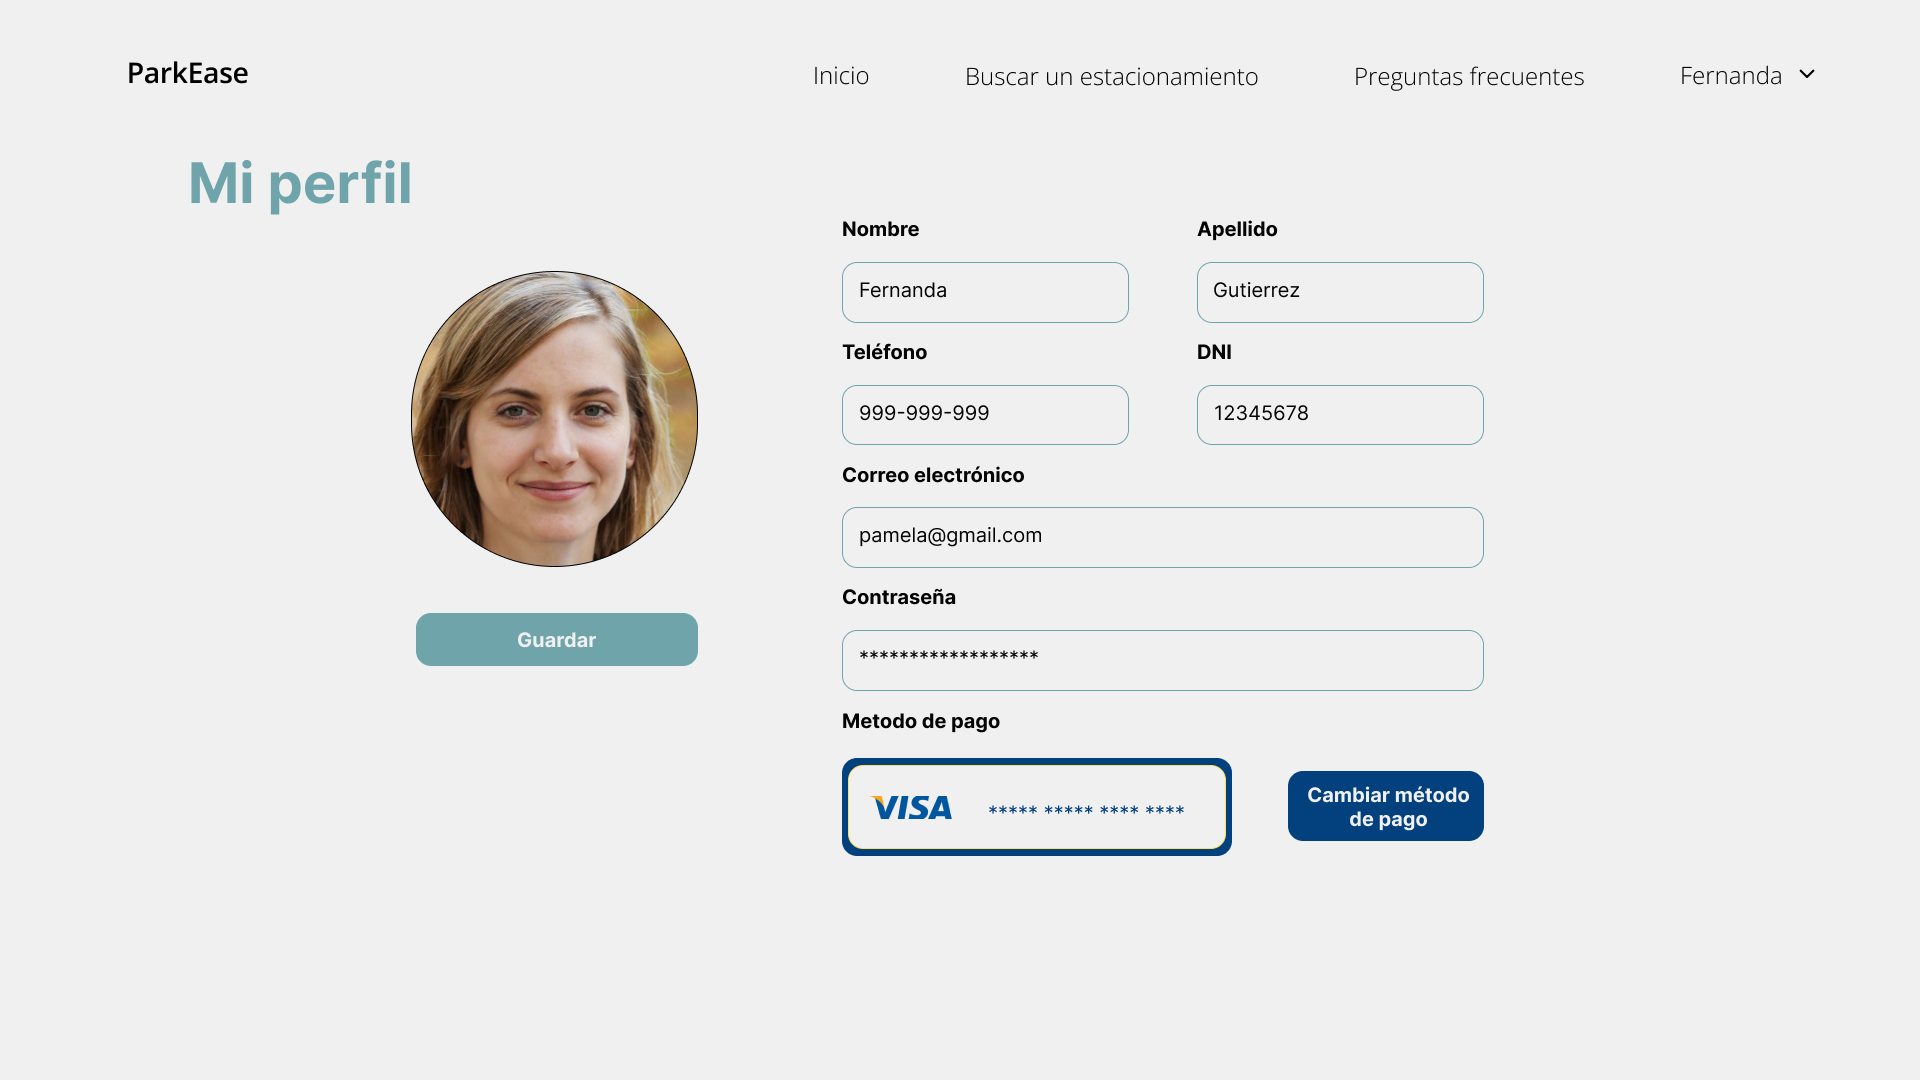 ParkEase
Inicio
Buscar un estacionamiento
Preguntas frecuentes
Fernanda
Mi perfil
Nombre
Apellido
Fernanda
Gutierrez
Teléfono
DNI
999-999-999
12345678
Correo electrónico
pamela@gmail.com
Contraseña
******************
Guardar
Metodo de pago
VISA
***** ***** **** ****
Cambiar método
de pago